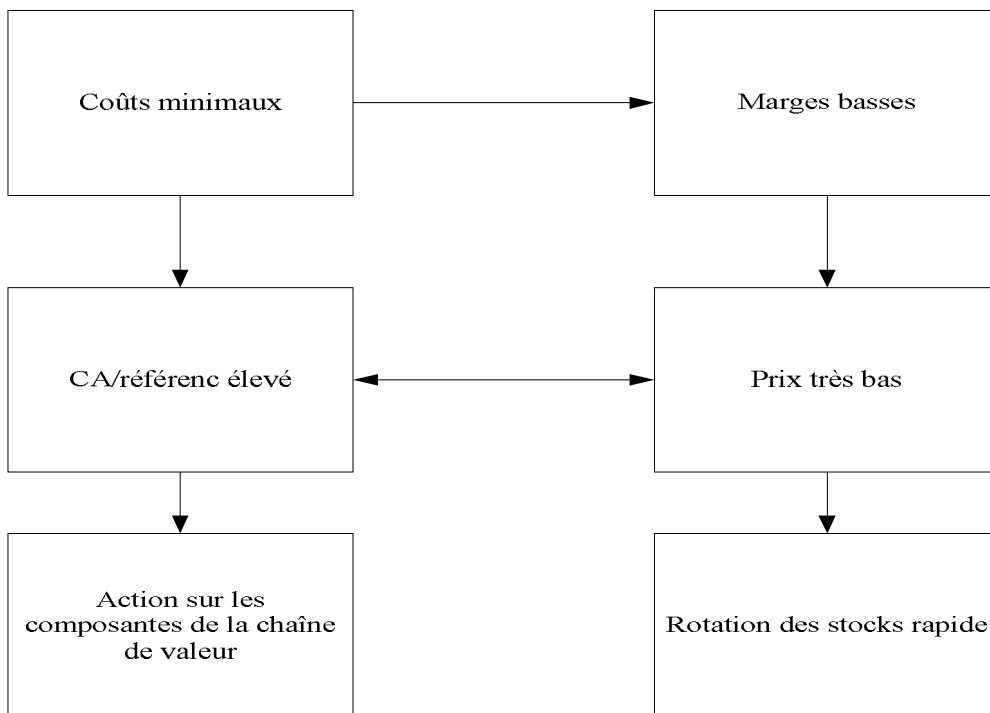 Coûts minimaux
Marges basses
CA/référenc élevé
Prix très bas
Action sur les
composantes de la chaîne
de valeur
Rotation des stocks rapide